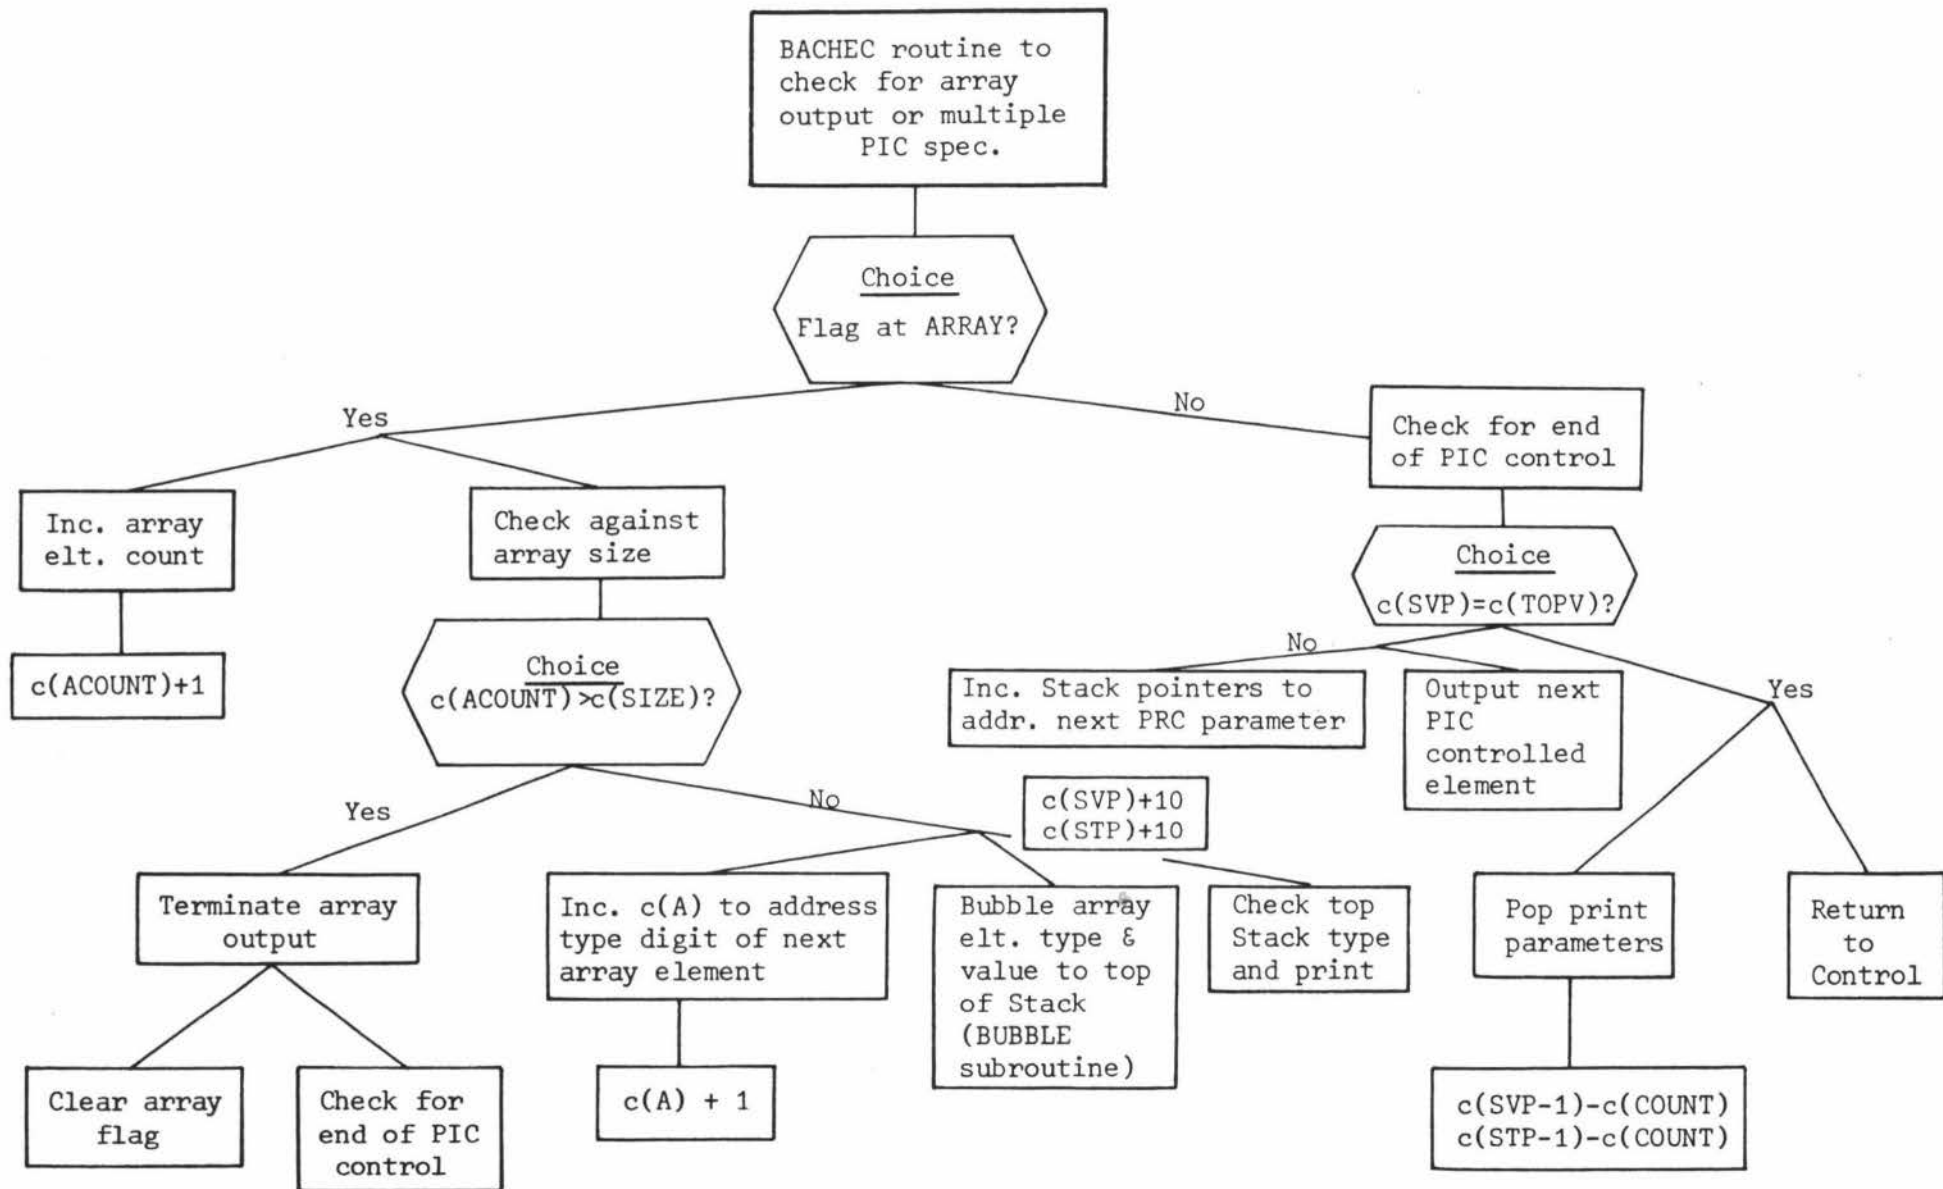 BACHEC routine to
check for array
output or multiple
PIC spec.
Choice
Flag at ARRAY?
Yes
No
Check for end
of PIC control
Inc. array
elt. count
Check against
array size
Choice
c(SVP)=c(TOPV)?
c(ACOUNT)+1
Choice
c(ACOUNT)>c(SIZE)?
No
Yes
Inc. Stack pointers to
addr. next PRC parameter
Output next
PIC
controlled
element
Yes
No
c(SVP)+10
c(STP)+10
Terminate array
output
Inc. c(A) to address
type digit of next
array element
Bubble array
elt. type &
value to top
of Stack
(BUBBLE
subroutine)
Check top
Stack type
and print
Pop print
parameters
Return
to
Control
Clear array
flag
Check for
end of PIC
control
c(A) + 1
c(SVP-1)-c(COUNT)
c(STP-1)-c(COUNT)